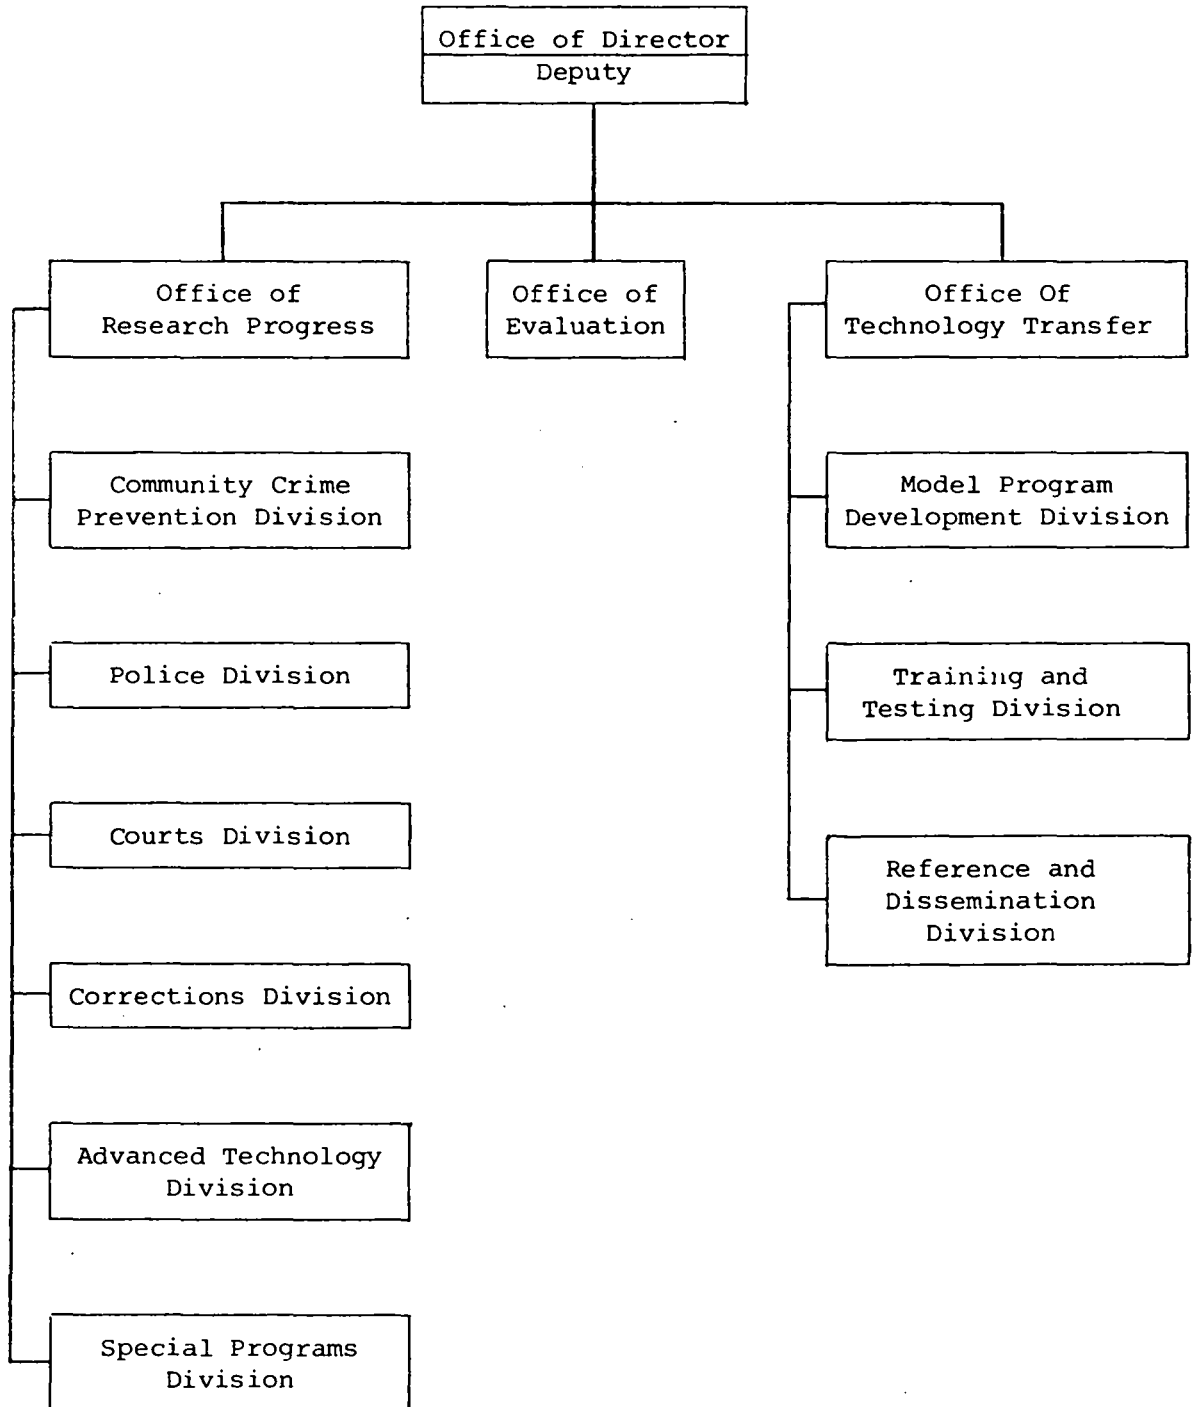 Office of Director
Deputy
Office of
Research Progress
Office of
Evaluation
Office Of
Technology Transfer
Community Crime
Prevention Division
Police Division
Courts Division
Corrections Division
Advanced Technology
Division
Special Programs
Division
Model Program
Development Division
Training and
Testing Division
Reference and
Dissemination
Division